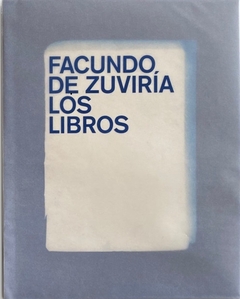 FACUNDO
DE ZUVIRÍA
LOS
LIBROS